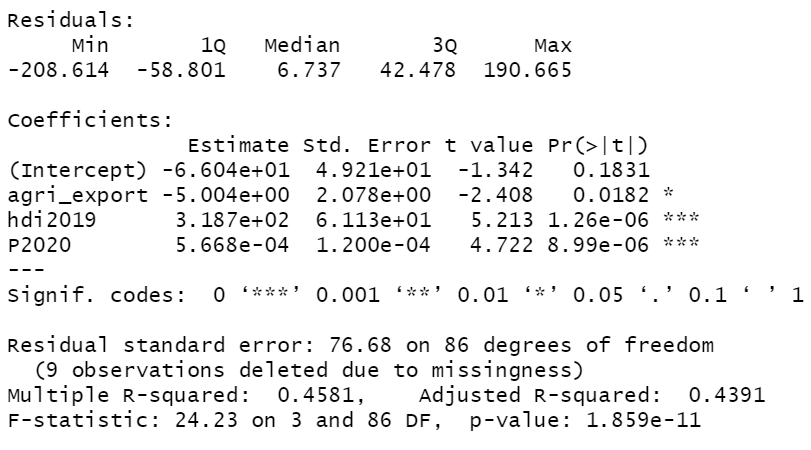 Residuals:
     Min       1Q   Median       3Q      Max
-208.614  -58.801    6.737   42.478  190.665
Coefficients:
              Estimate Std. Error t value Pr(>|t|)
(Intercept) -6.604e+01  4.921e+01  -1.342   0.1831
agri_export -5.004e+00  2.078e+00  -2.408   0.0182 *
hdi2019      3.187e+02  6.113e+01   5.213 1.26e-06 ***
P2020        5.668e-04  1.200e-04   4.722 8.99e-06 ***
---
Signif. codes:  0 ‘***’ 0.001 ‘**’ 0.01 ‘*’ 0.05 ‘.’ 0.1 ‘ ’ 1
Residual standard error: 76.68 on 86 degrees of freedom
  (9 observations deleted due to missingness)
Multiple R-squared:  0.4581,    Adjusted R-squared:  0.4391
F-statistic: 24.23 on 3 and 86 DF,  p-value: 1.859e-11